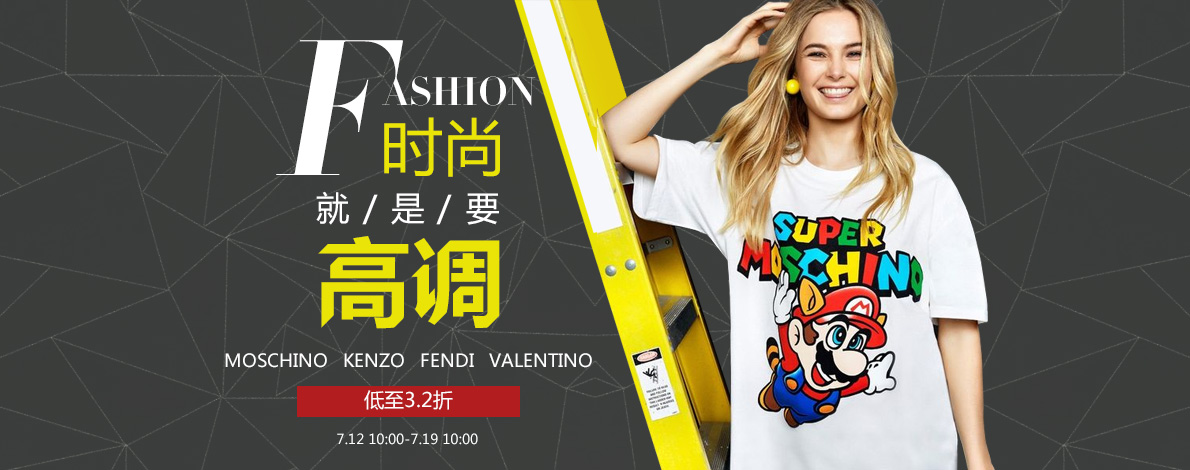 FASHION
时尚
就/是/要
高调
MOSCHINO KENZO FENDI VALENTINO
低至3.2折
7.12 10:00-7.19 10:00
SUPER
MOSCHINO
M